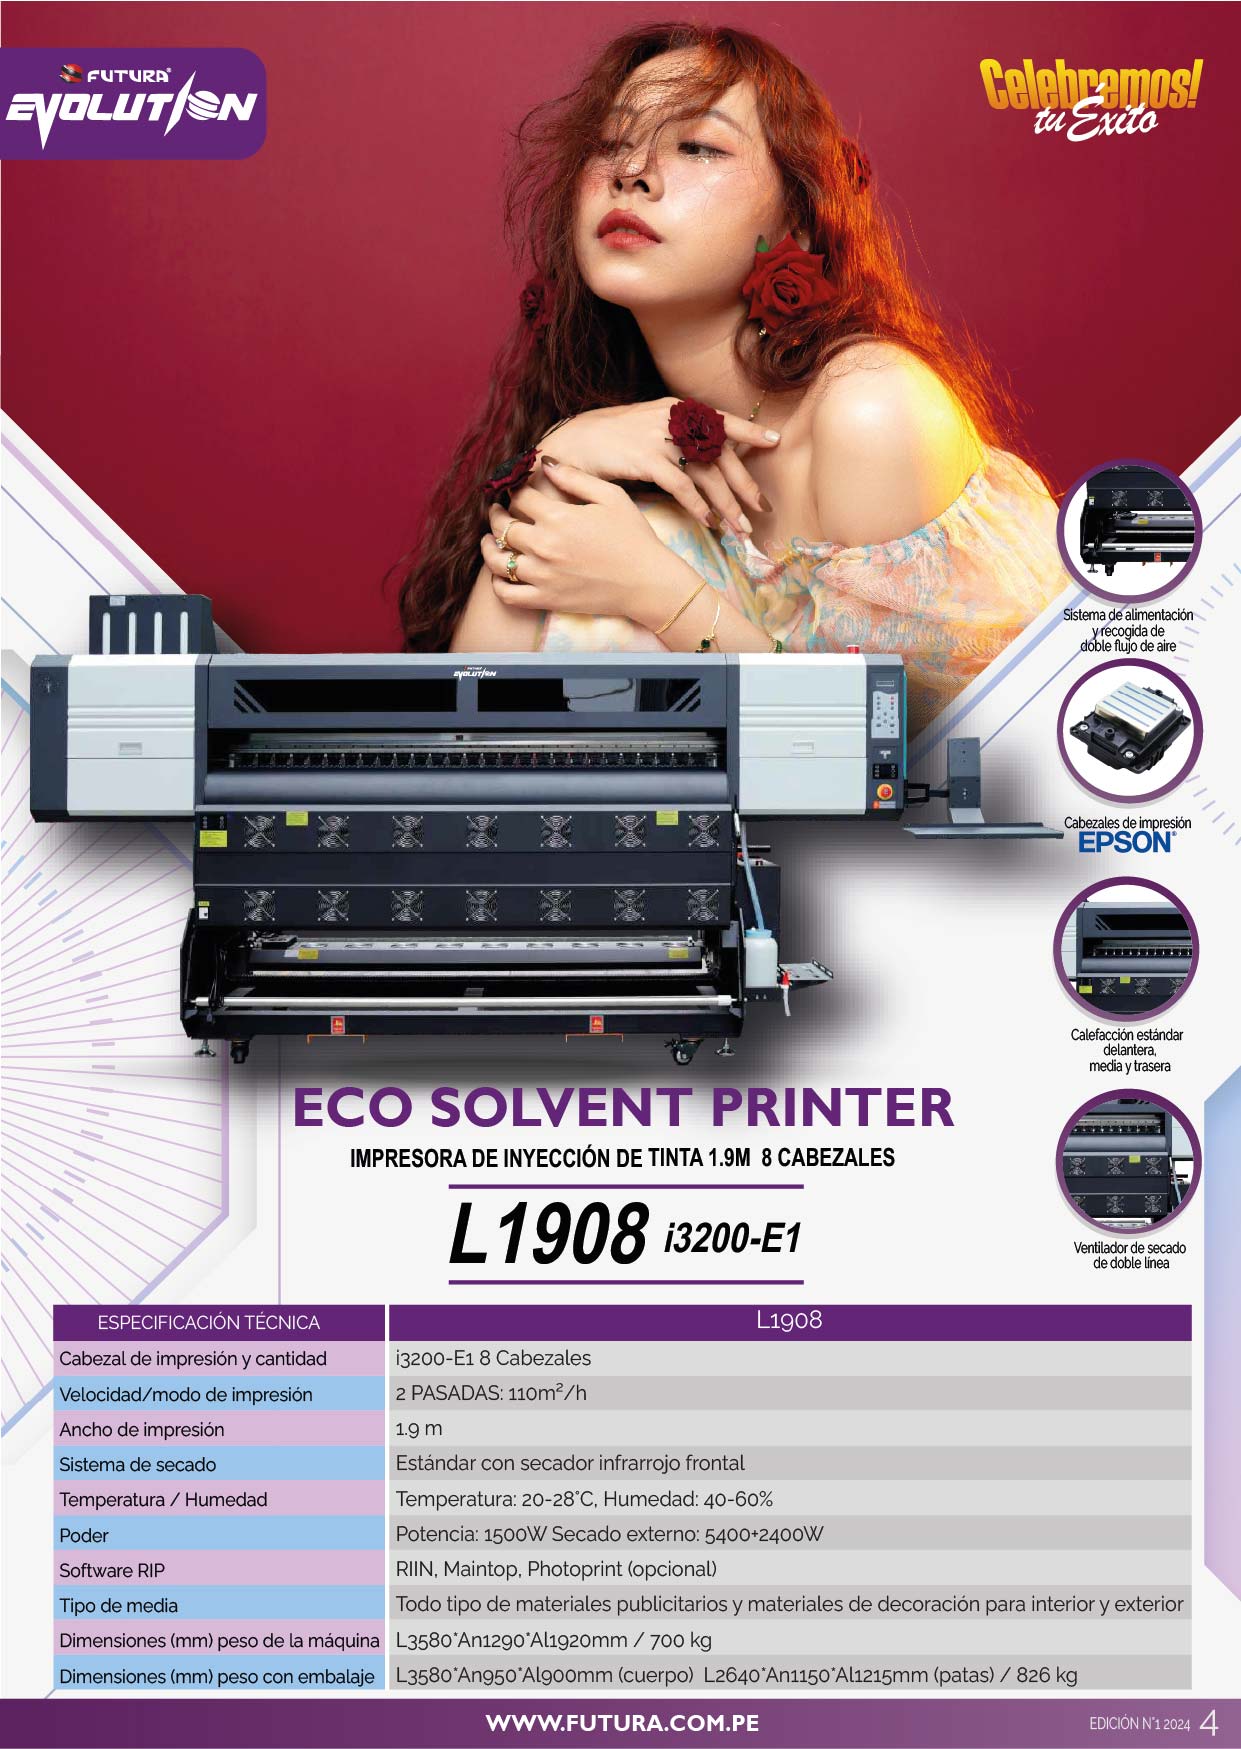 FUTURA®
EVOLUTION
Celebramos!
tu Éxito
FUTURA
EVOLUTION
Sistema de alimentación
y recogida de
doble flujo de aire
Cabezales de impresión
EPSON®
Calefacción estándar
delantera,
media y trasera
Ventilador de secado
de doble línea
ECO SOLVENT PRINTER
IMPRESORA DE INYECCIÓN DE TINTA 1.9M 8 CABEZALES
L1908 i3200-E1
ESPECIFICACIÓN TÉCNICA L1908
Cabezal de impresión y cantidad i3200-E1 8 Cabezales
Velocidad/modo de impresión 2 PASADAS: 110m²/h
Ancho de impresión 1.9 m
Sistema de secado Estándar con secador infrarrojo frontal
Temperatura / Humedad Temperatura: 20-28°C, Humedad: 40-60%
Poder Potencia: 1500W Secado externo: 5400+2400W
Software RIP RIIN, Maintop, Photoprint (opcional)
Tipo de media Todo tipo de materiales publicitarios y materiales de decoración para interior y exterior
Dimensiones (mm) peso de la máquina L3580*An1290*Al1920mm / 700 kg
Dimensiones (mm) peso con embalaje L3580*An950*Al900mm (cuerpo) L2640*An1150*Al1215mm (patas) / 826 kg
WWW.FUTURA.COM.PE
EDICIÓN N°1 2024 4